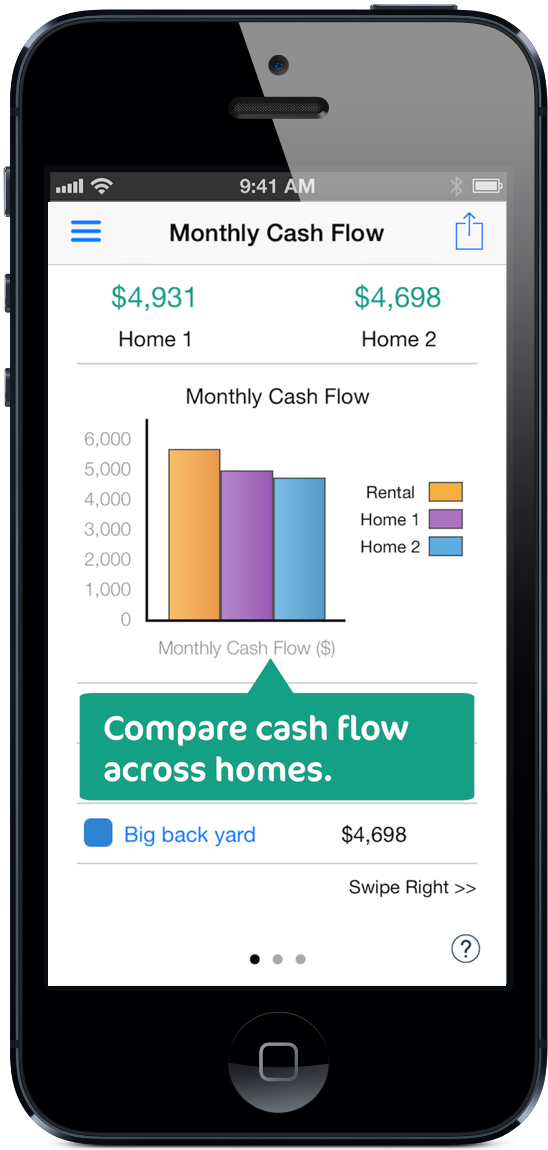 9:41 AM
Monthly Cash Flow
$4,931 $4,698
Home 1 Home 2
Monthly Cash Flow
6,000
5,000
4,000
3,000
2,000
1,000
0
Rental
Home 1
Home 2
Monthly Cash Flow ($)
Compare cash flow
across homes.
Big back yard $4,698
Swipe Right >>
?